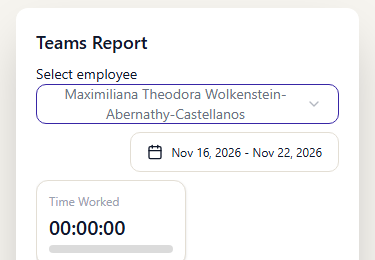 Teams Report
Select employee
Maximiliana Theodora Wolkenstein-
Abernathy-Castellanos
Nov 16, 2026 - Nov 22, 2026
Time Worked
00:00:00